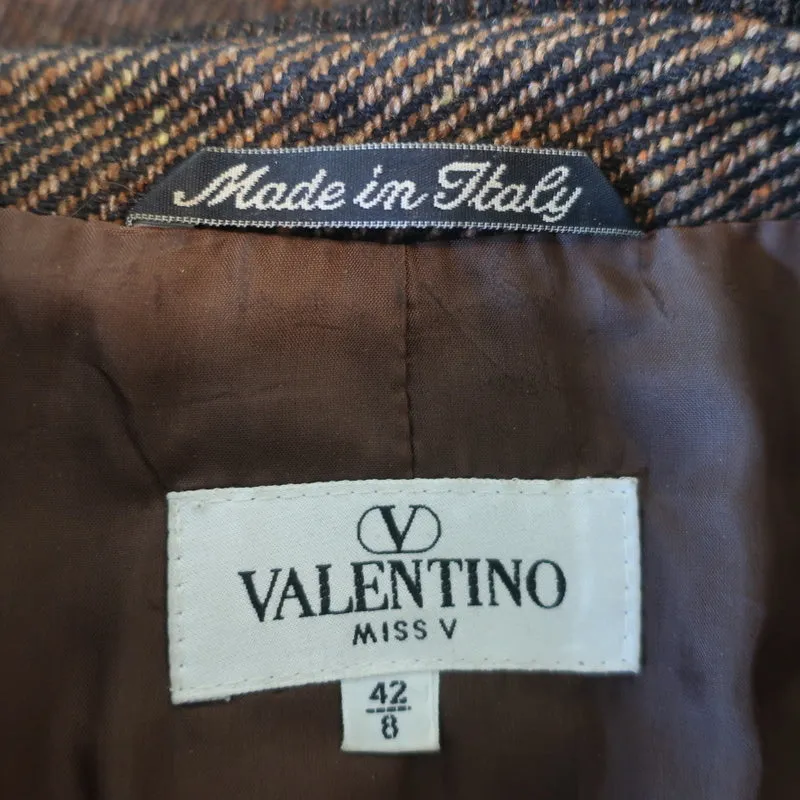 Made in Italy
V
VALENTINO
MISS V
42
8